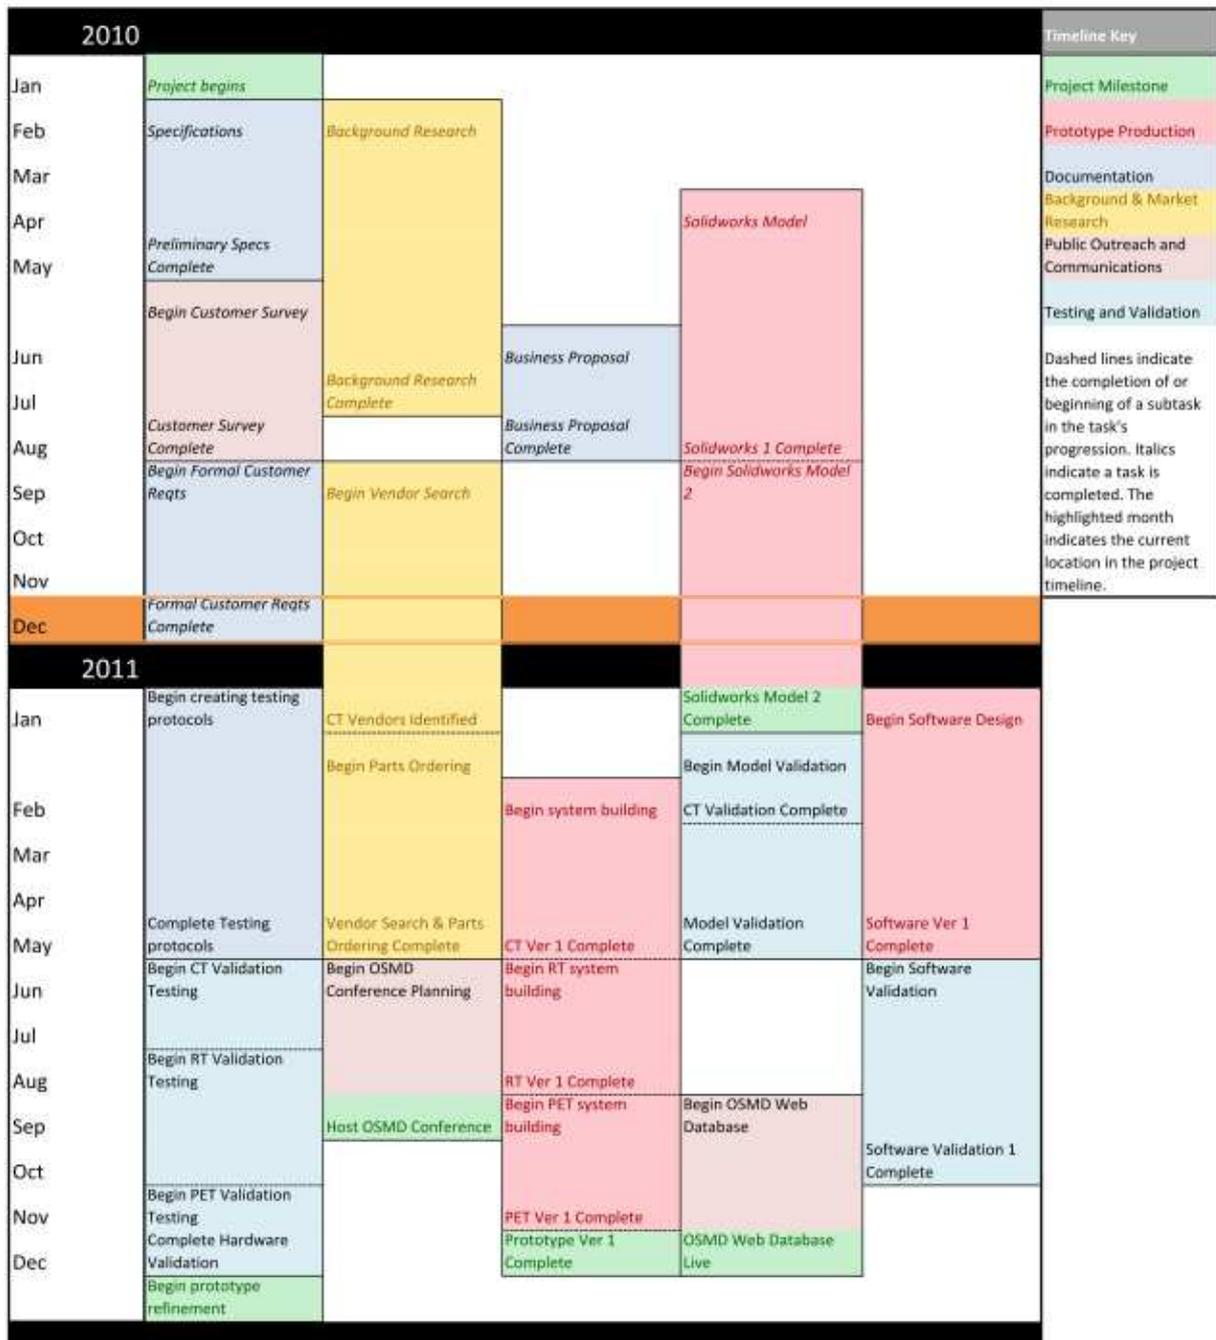 2010
Timeline Key
Jan
Project begins
Project Milestone
Feb
Specifications
Background Research
Prototype Production
Mar
Documentation
Apr
Solidworks Model
Background & Market
Research
Preliminary Specs
Complete
May
Public Outreach and
Communications
Begin Customer Survey
Testing and Validation
Jun
Business Proposal
Background Research
Complete
Jul
Customer Survey
Complete
Business Proposal
Complete
Aug
Solidworks 1 Complete
Begin Formal Customer
Reqts
Sep
Begin Vendor Search
Begin Solidworks Model
2
Oct
Nov
Dashed lines indicate
the completion of or
beginning of a subtask
in the task's
progression. Italics
indicate a task is
completed. The
highlighted month
indicates the current
location in the project
timeline.
Dec
Formal Customer Reqts
Complete
2011
Jan
Begin creating testing
protocols
CT Vendors Identified
Solidworks Model 2
Complete
Begin Software Design
Begin Parts Ordering
Begin Model Validation
Feb
Begin system building
CT Validation Complete
Mar
Apr
May
Complete Testing
protocols
Vendor Search & Parts
Ordering Complete
CT Ver 1 Complete
Model Validation
Complete
Software Ver 1
Complete
Jun
Begin CT Validation
Testing
Begin OSMD
Conference Planning
Begin RT system
building
Begin Software
Validation
Jul
Aug
Begin RT Validation
Testing
RT Ver 1 Complete
Sep
Host OSMD Conference
Begin PET system
building
Begin OSMD Web
Database
Oct
Software Validation 1
Complete
Nov
Begin PET Validation
Testing
PET Ver 1 Complete
Dec
Complete Hardware
Validation
Prototype Ver 1
Complete
OSMD Web Database
Live
Begin prototype
refinement